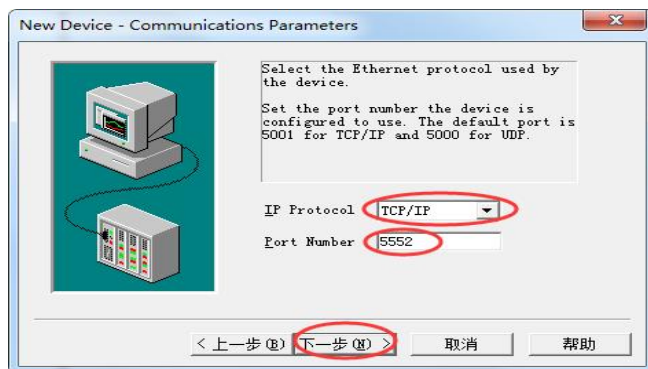 New Device - Communications Parameters
Select the Ethernet protocol used by
the device.
Set the port number the device is
configured to use. The default port is
5001 for TCP/IP and 5000 for UDP.
IP Protocol TCP/IP
Port Number 5552
< 上一步(B) 下一步(N) > 取消 帮助